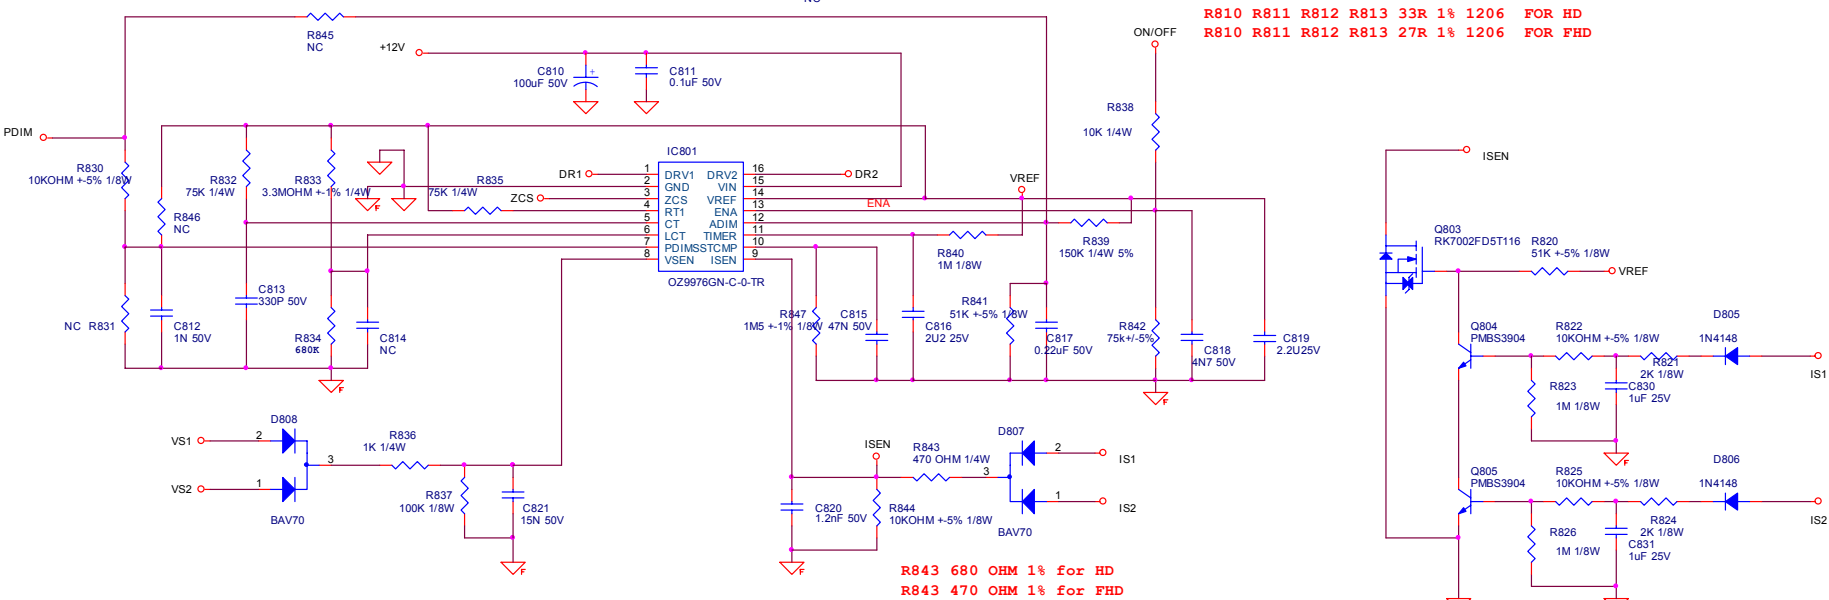 NC
R810 R811 R812 R813 33R 1% 1206 FOR HD
R810 R811 R812 R813 27R 1% 1206 FOR FHD
R845
NC
+12V
C810
100uF 50V
+
C811
0.1uF 50V
ON/OFF
R838
10K 1/4W
PDIM
R830
10KOHM +-5% 1/8W
R832
75K 1/4W
R833
3.3MOHM +-1% 1/4W
R835
75K 1/4W
R846
NC
F
DR1
ZCS
IC801
1 DRV1 DRV2 16
2 GND VIN 15
3 ZCS VREF 14
4 RT1 ENA 13
5 CT ADIM 12
6 LCT TIMER 11
7 PDIM SSTCMP 10
8 VSEN ISEN 9
OZ9976GN-C-0-TR
DR2
VREF
ENA
R839
150K 1/4W 5%
R840
1M 1/8W
NC R831
C812
1N 50V
C813
330P 50V
R834
680K
C814
NC
F
R847
1M5 +-1% 1/8W
C815
47N 50V
C816
2U2 25V
R841
51K +-5% 1/8W
C817
0.22uF 50V
R842
75k+/-5%
C818
4N7 50V
C819
2.2U25V
F
VS1
VS2
D808
2
1
3
BAV70
R836
1K 1/4W
R837
100K 1/8W
C821
15N 50V
F
ISEN
R843
470 OHM 1/4W
C820
1.2nF 50V
R844
10KOHM +-5% 1/8W
F
D807
3
2
1
BAV70
IS1
IS2
R843 680 OHM 1% for HD
R843 470 OHM 1% for FHD
ISEN
Q803
RK7002FD5T116
R820
51K +-5% 1/8W
VREF
Q804
PMBS3904
R822
10KOHM +-5% 1/8W
R821
2K 1/8W
D805
1N4148
IS1
R823
1M 1/8W
C830
1uF 25V
F
Q805
PMBS3904
R825
10KOHM +-5% 1/8W
R824
2K 1/8W
D806
1N4148
IS2
R826
1M 1/8W
C831
1uF 25V